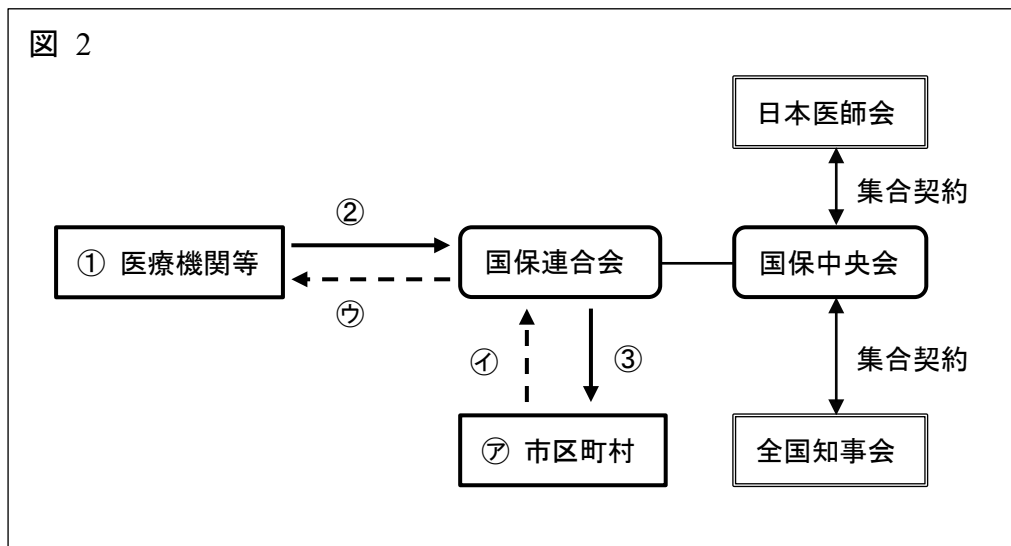 図 2
日本医師会
集合契約
②
① 医療機関等
国保連合会
国保中央会
㋒
㋑
③
集合契約
㋐ 市区町村
全国知事会